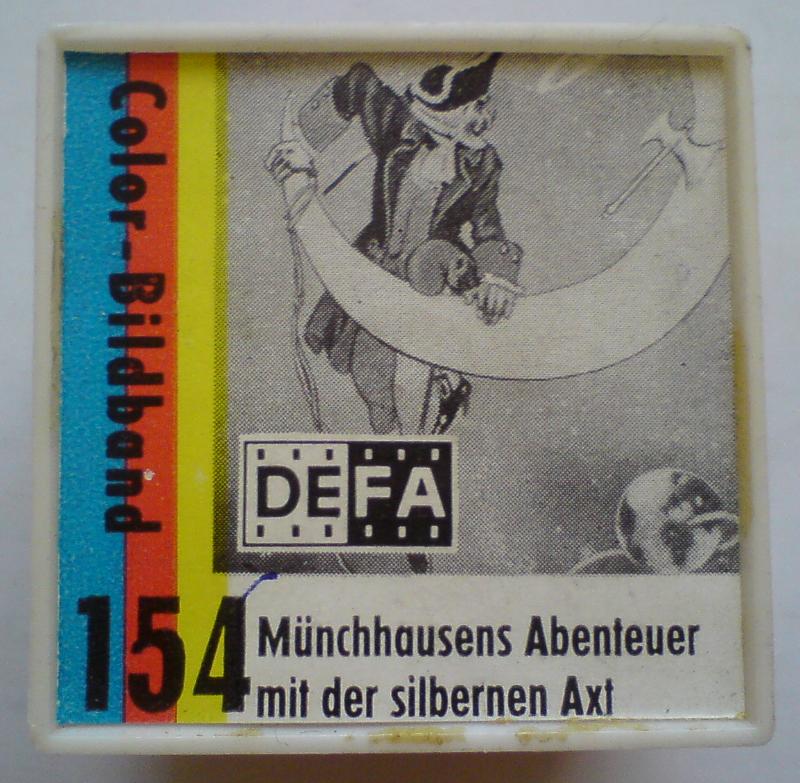 Color-Bildband
DEFA
154
Münchhausens Abenteuer
mit der silbernen Axt